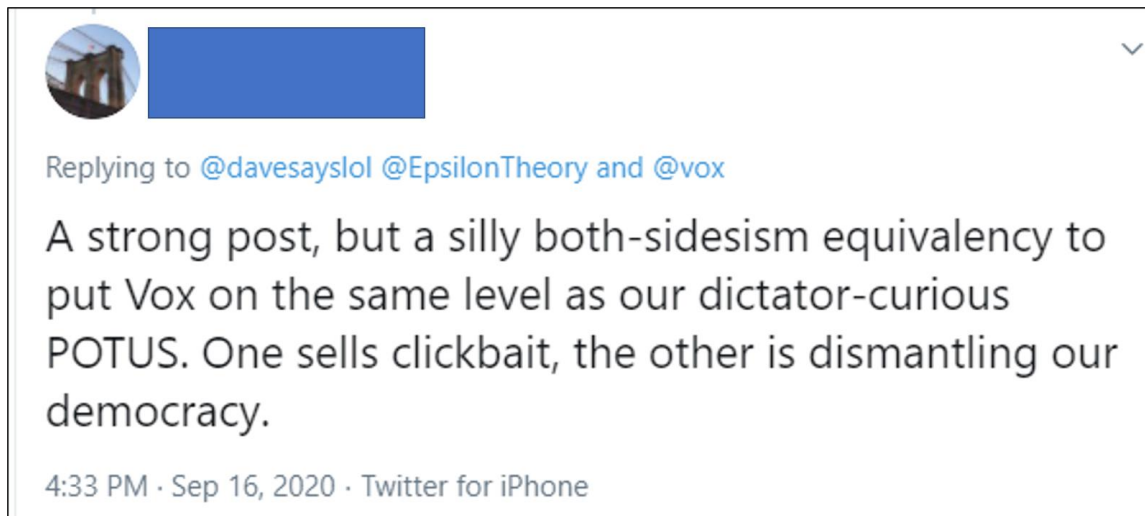 Replying to @davesayslol @EpsilonTheory and @vox
A strong post, but a silly both-sidesism equivalency to
put Vox on the same level as our dictator-curious
POTUS. One sells clickbait, the other is dismantling our
democracy.
4:33 PM · Sep 16, 2020 · Twitter for iPhone